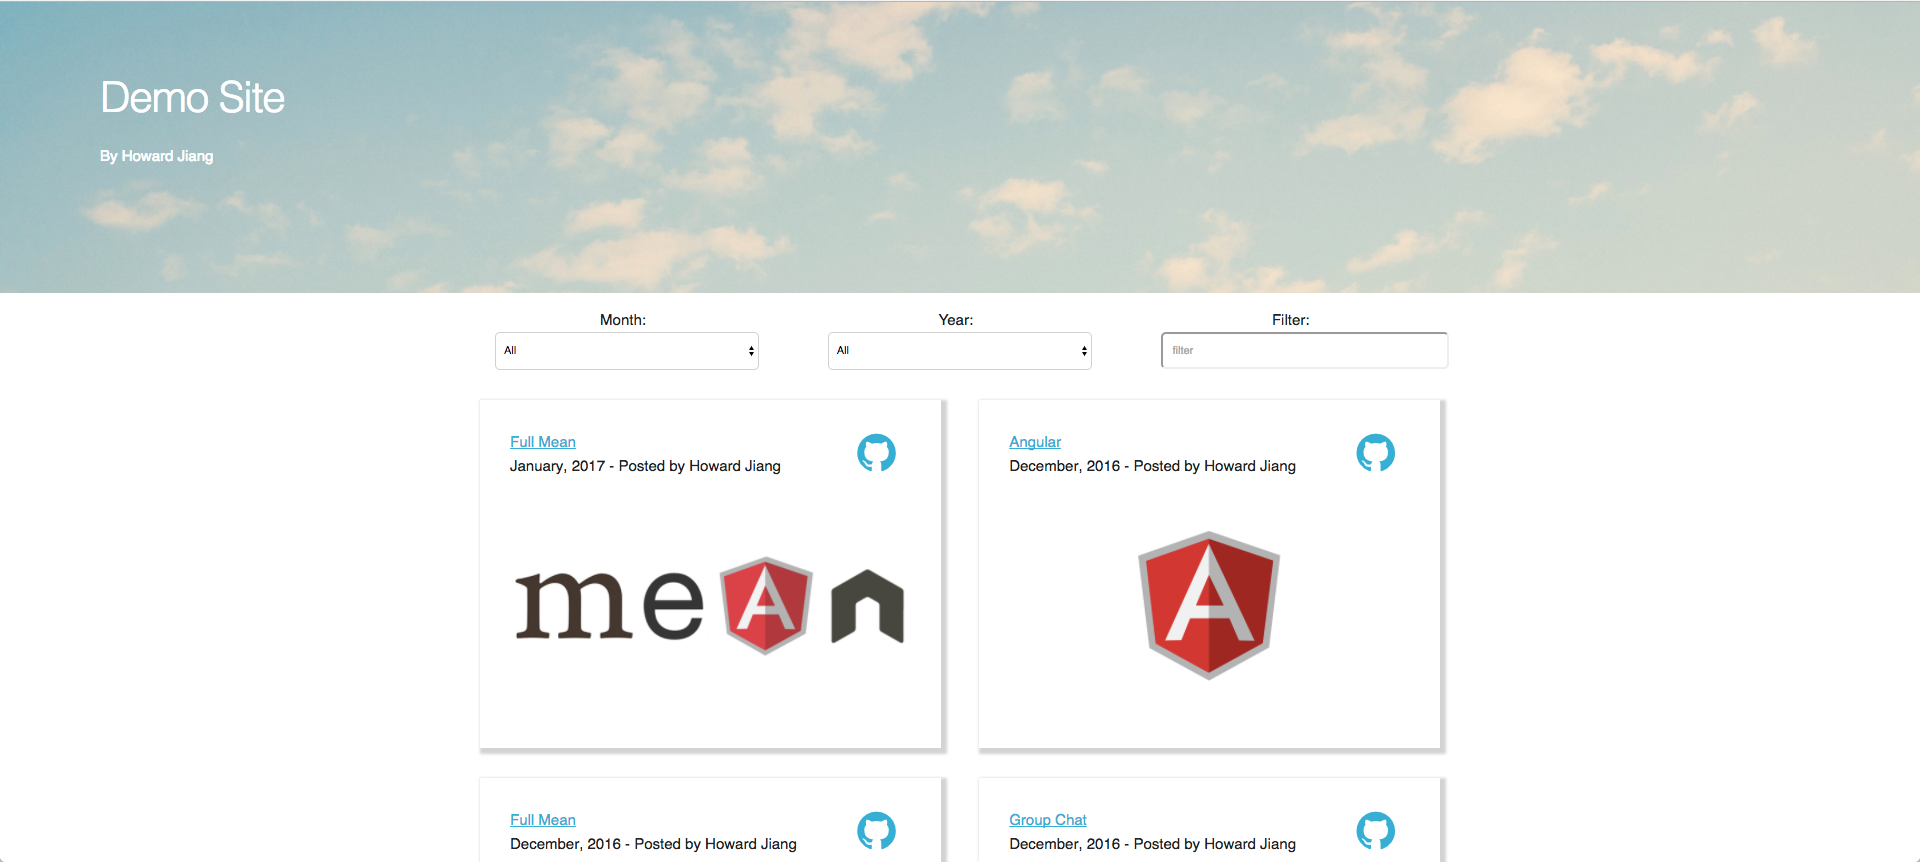 Demo Site
By Howard Jiang
Month:
Year:
Filter:
All
All
filter
Full Mean
January, 2017 - Posted by Howard Jiang
Angular
December, 2016 - Posted by Howard Jiang
mean
A
Full Mean
December, 2016 - Posted by Howard Jiang
Group Chat
December, 2016 - Posted by Howard Jiang